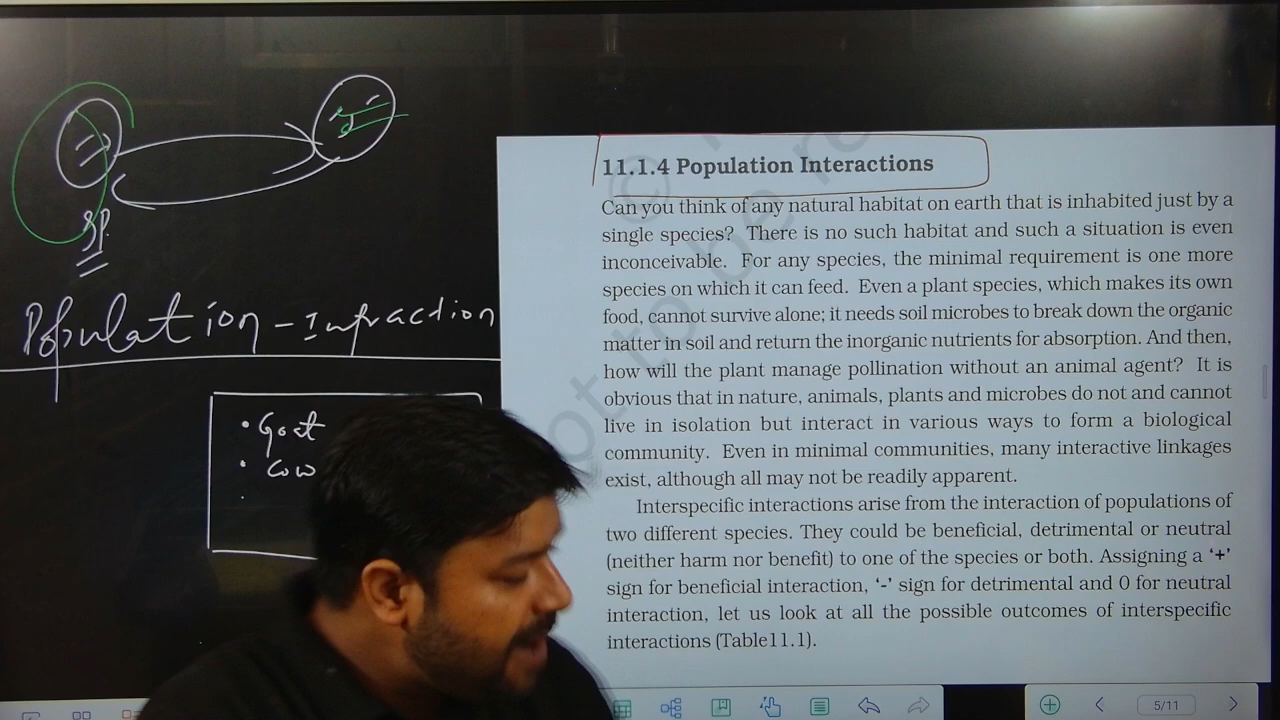 SP.
Population - Intraction
• Goat
• Cow
11.1.4 Population Interactions
Can you think of any natural habitat on earth that is inhabited just by a
single species? There is no such habitat and such a situation is even
inconceivable. For any species, the minimal requirement is one more
species on which it can feed. Even a plant species, which makes its own
food, cannot survive alone; it needs soil microbes to break down the organic
matter in soil and return the inorganic nutrients for absorption. And then,
how will the plant manage pollination without an animal agent? It is
obvious that in nature, animals, plants and microbes do not and cannot
live in isolation but interact in various ways to form a biological
community. Even in minimal communities, many interactive linkages
exist, although all may not be readily apparent.
Interspecific interactions arise from the interaction of populations of
two different species. They could be beneficial, detrimental or neutral
(neither harm nor benefit) to one of the species or both. Assigning a ‘+’
sign for beneficial interaction, ‘-’ sign for detrimental and 0 for neutral
interaction, let us look at all the possible outcomes of interspecific
interactions (Table11.1).
5/11